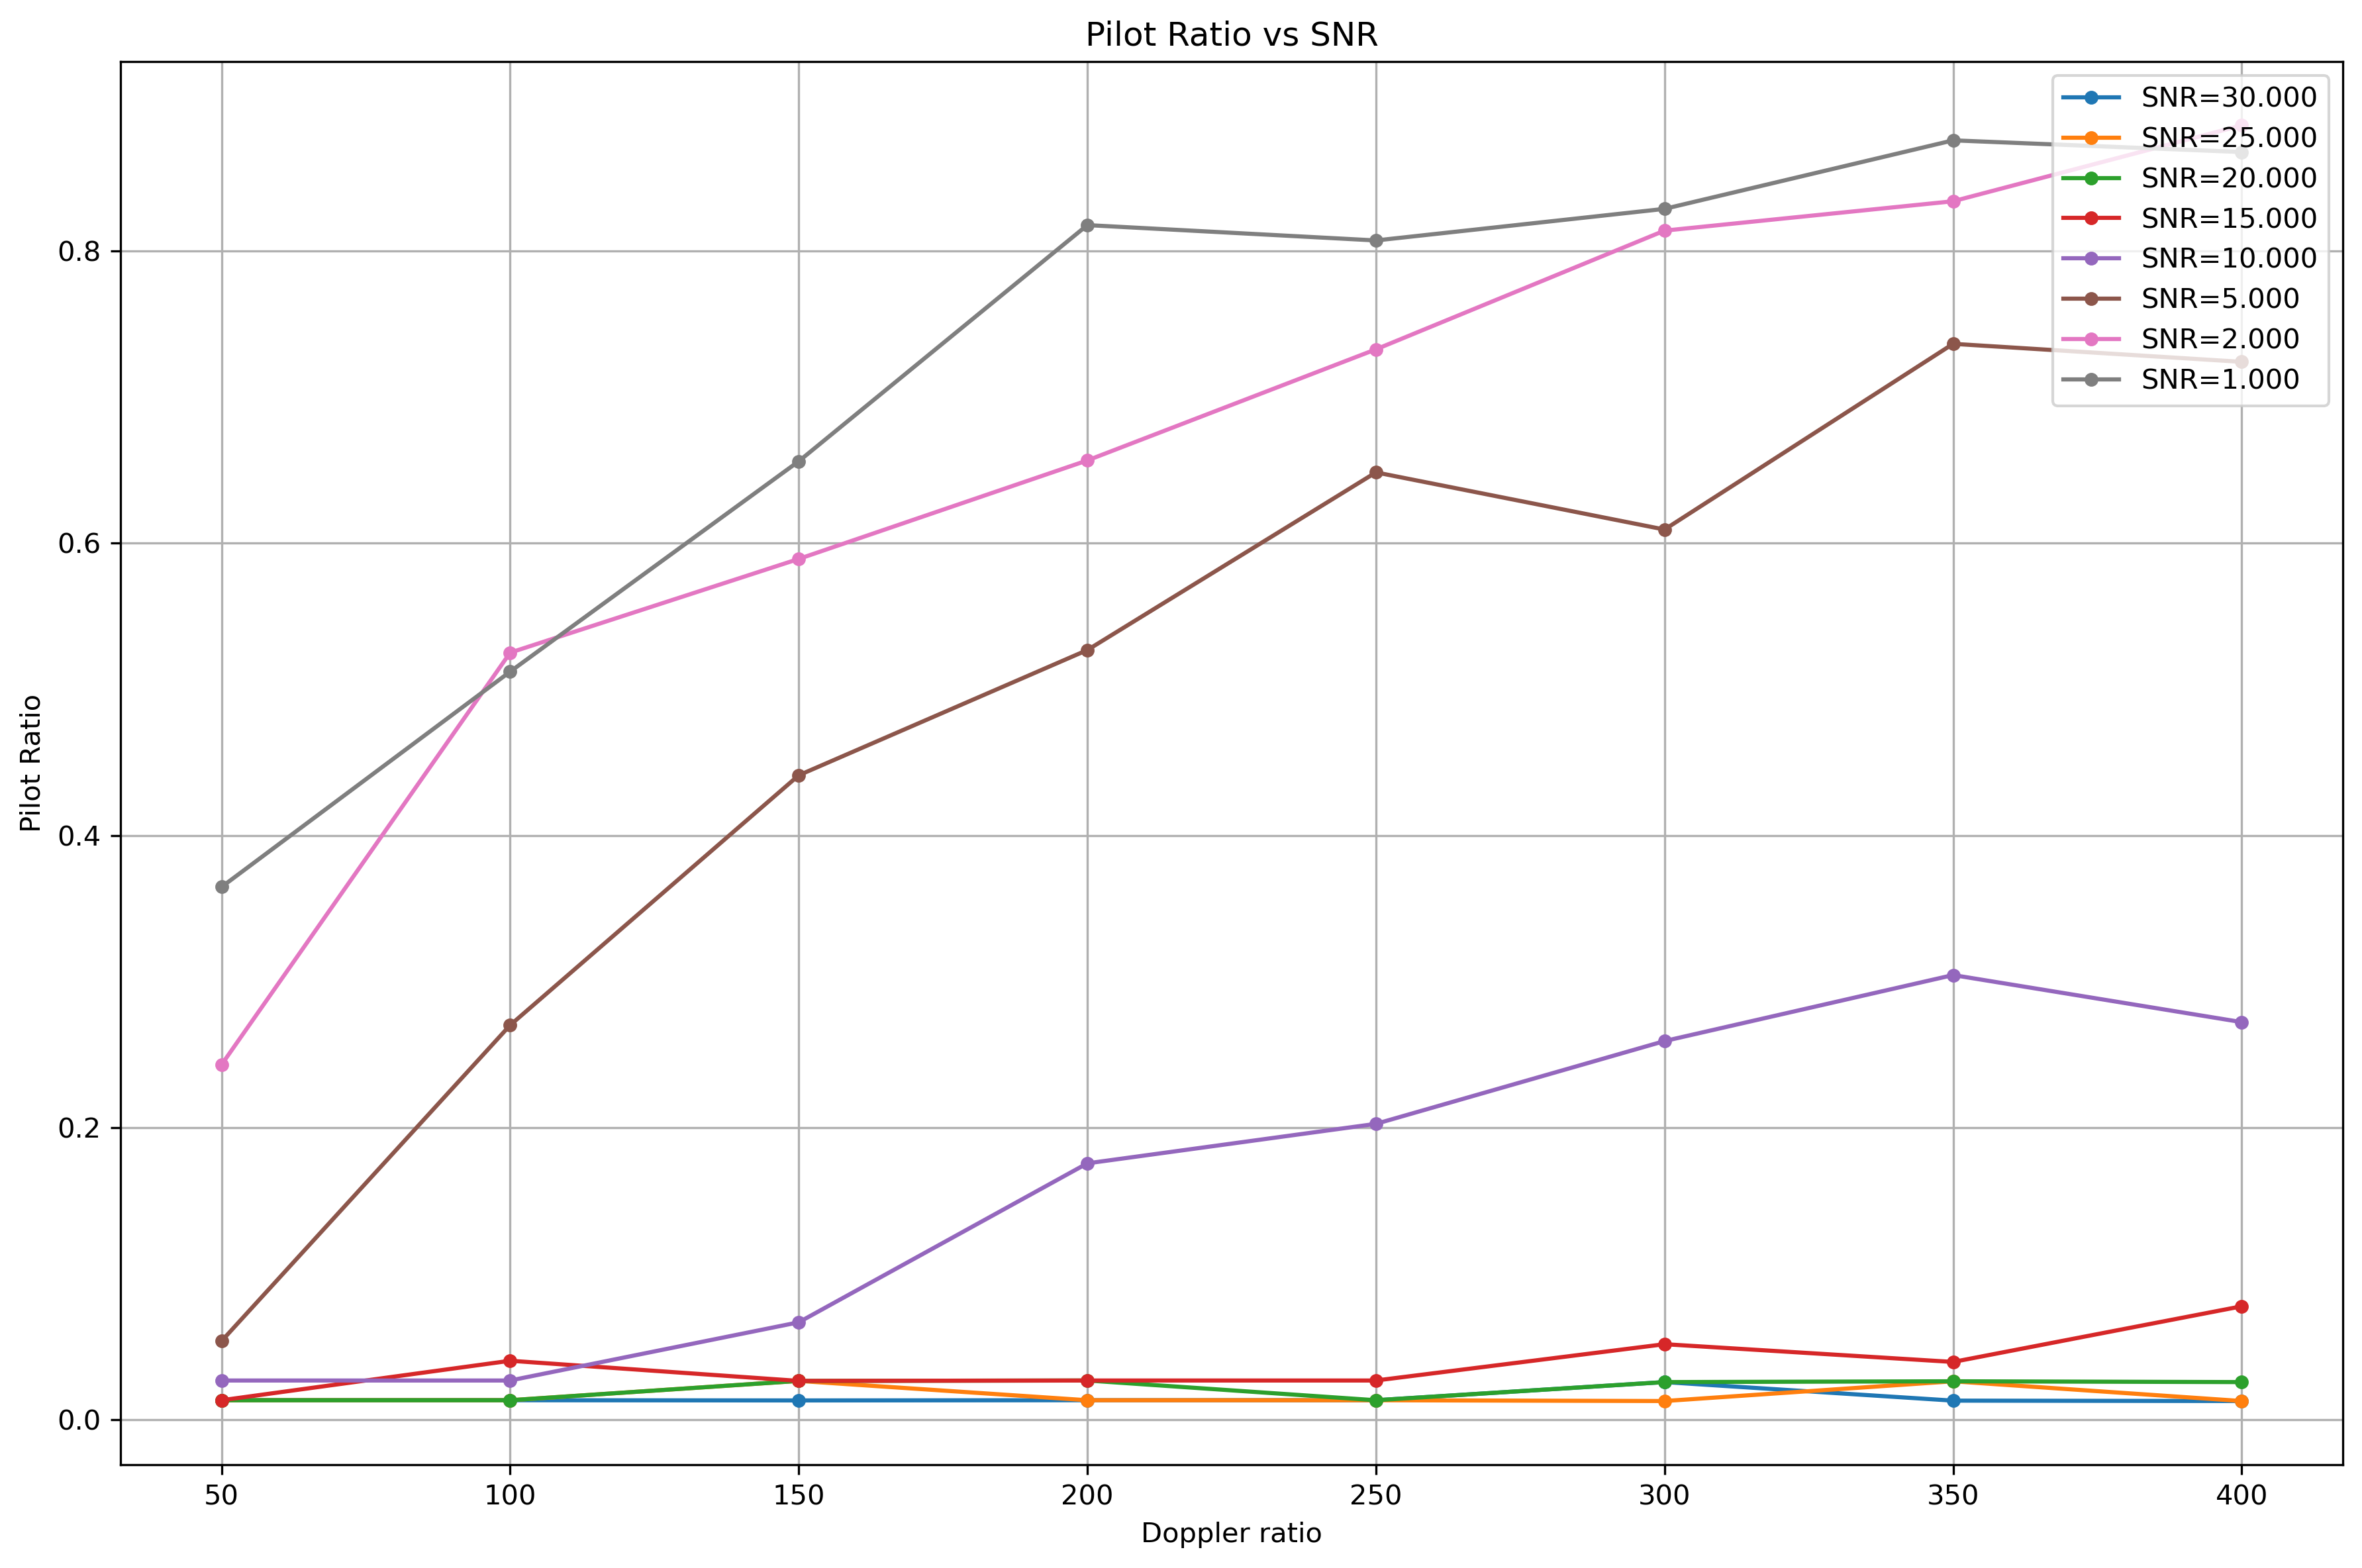 Pilot Ratio vs SNR
SNR=30.000
SNR=25.000
SNR=20.000
SNR=15.000
SNR=10.000
SNR=5.000
SNR=2.000
SNR=1.000
Pilot Ratio
0.8
0.6
0.4
0.2
0.0
50 100 150 200 250 300 350 400
Doppler ratio